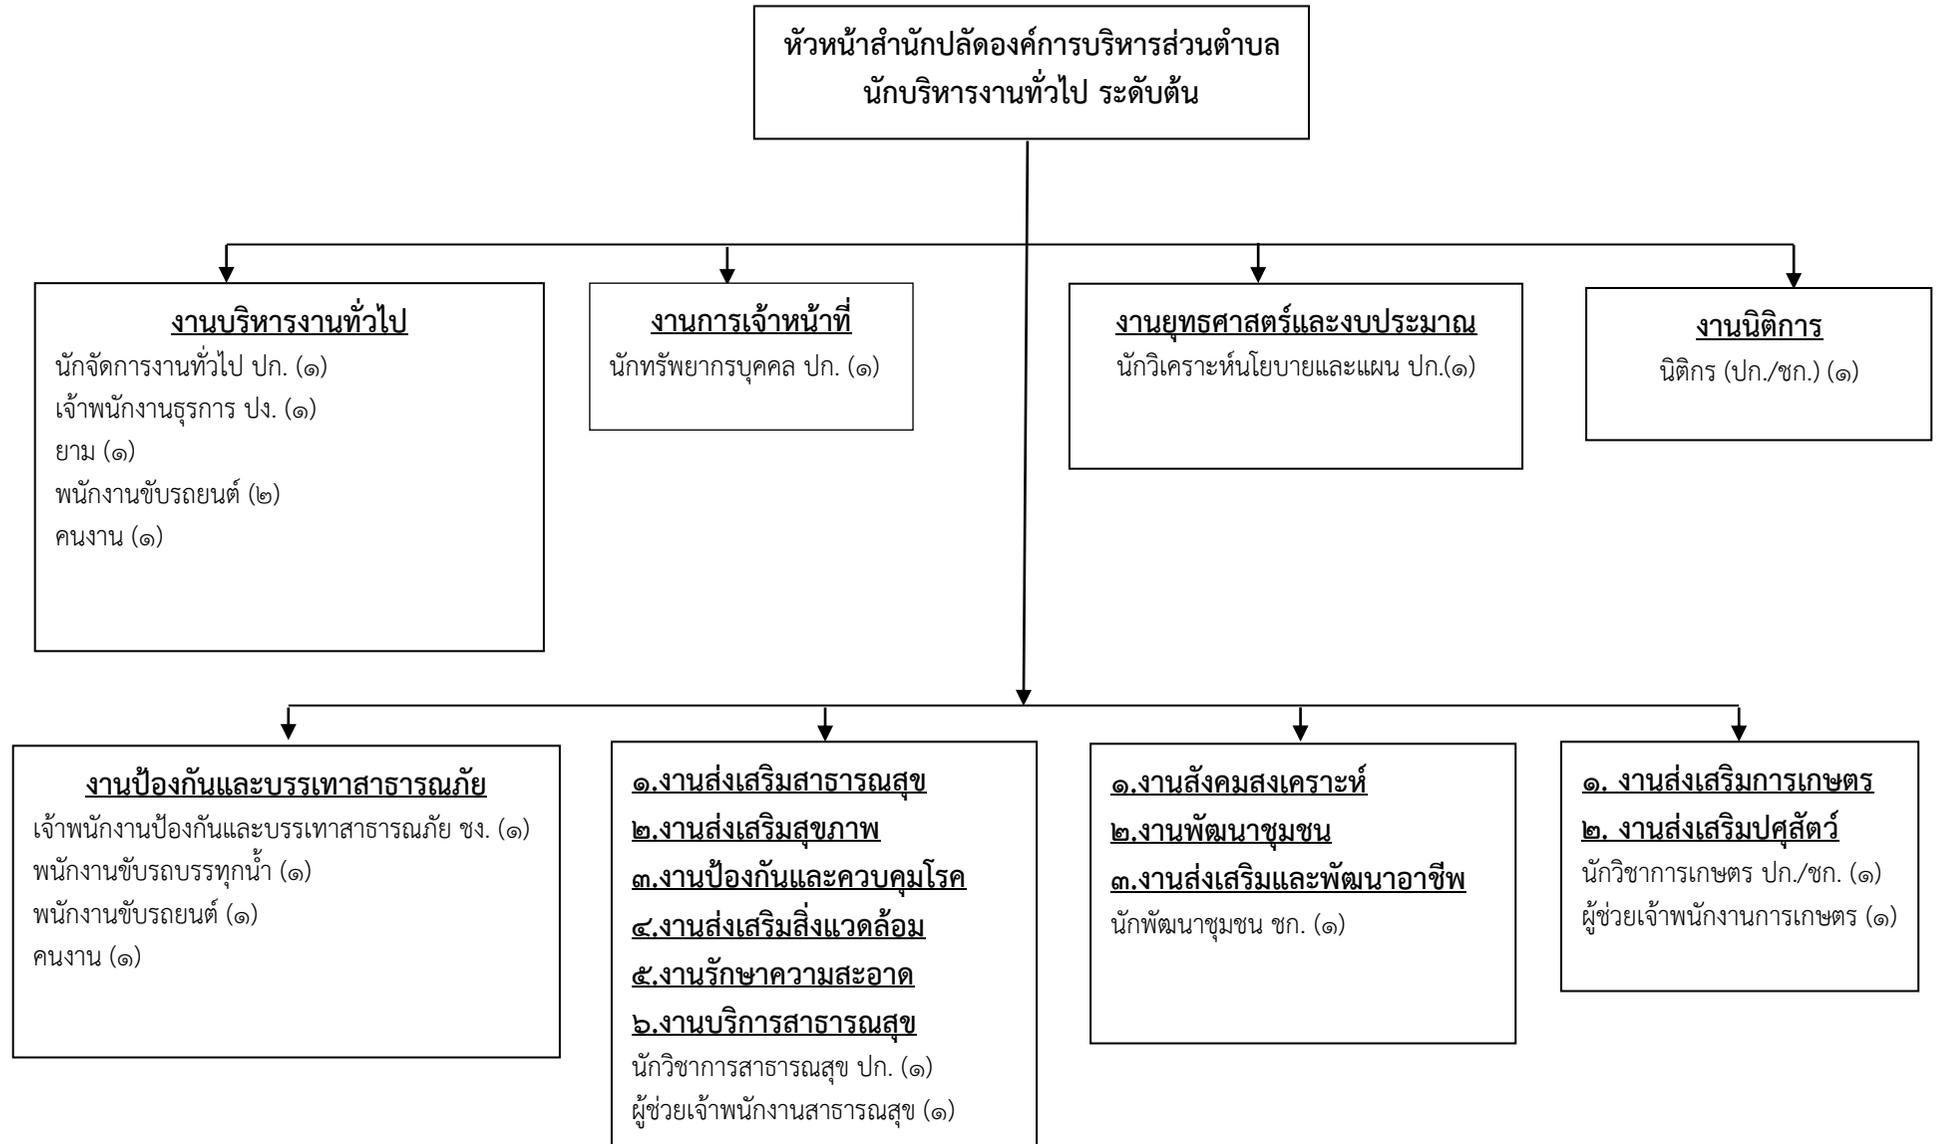 หัวหน้าสำนักปลัดองค์การบริหารส่วนตำบล
นักบริหารงานทั่วไป ระดับต้น
งานบริหารงานทั่วไป
นักจัดการงานทั่วไป ปก. (๑)
เจ้าพนักงานธุรการ ปง. (๑)
ยาม (๑)
พนักงานขับรถยนต์ (๒)
คนงาน (๑)
งานการเจ้าหน้าที่
นักทรัพยากรบุคคล ปก. (๑)
งานยุทธศาสตร์และงบประมาณ
นักวิเคราะห์นโยบายและแผน ปก.(๑)
งานนิติการ
นิติกร (ปก./ชก.) (๑)
งานป้องกันและบรรเทาสาธารณภัย
เจ้าพนักงานป้องกันและบรรเทาสาธารณภัย ชง. (๑)
พนักงานขับรถบรรทุกน้ำ (๑)
พนักงานขับรถยนต์ (๑)
คนงาน (๑)
๑.งานส่งเสริมสาธารณสุข
๒.งานส่งเสริมสุขภาพ
๓.งานป้องกันและควบคุมโรค
๔.งานส่งเสริมสิ่งแวดล้อม
๕.งานรักษาความสะอาด
๖.งานบริการสาธารณสุข
นักวิชาการสาธารณสุข ปก. (๑)
ผู้ช่วยเจ้าพนักงานสาธารณสุข (๑)
๑.งานสังคมสงเคราะห์
๒.งานพัฒนาชุมชน
๓.งานส่งเสริมและพัฒนาอาชีพ
นักพัฒนาชุมชน ชก. (๑)
๑. งานส่งเสริมการเกษตร
๒. งานส่งเสริมปศุสัตว์
นักวิชาการเกษตร ปก./ชก. (๑)
ผู้ช่วยเจ้าพนักงานการเกษตร (๑)